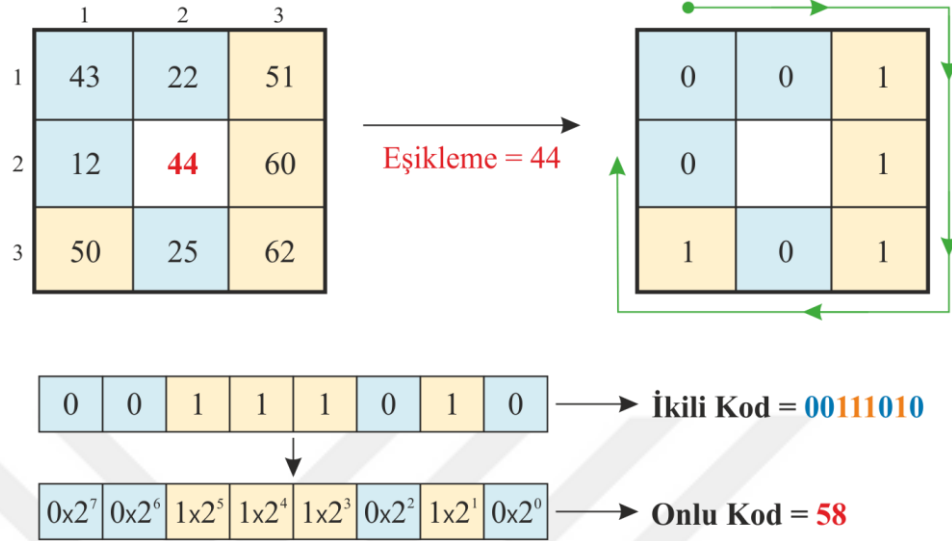 1 2 3
1 43 22 51 0 0 1
2 12 44 60 Eşikleme = 44 0 1
3 50 25 62 1 0 1
0 0 1 1 1 0 1 0 İkili Kod = 00111010
0x2⁷ 0x2⁶ 1x2⁵ 1x2⁴ 1x2³ 0x2² 1x2¹ 0x2⁰ Onlu Kod = 58